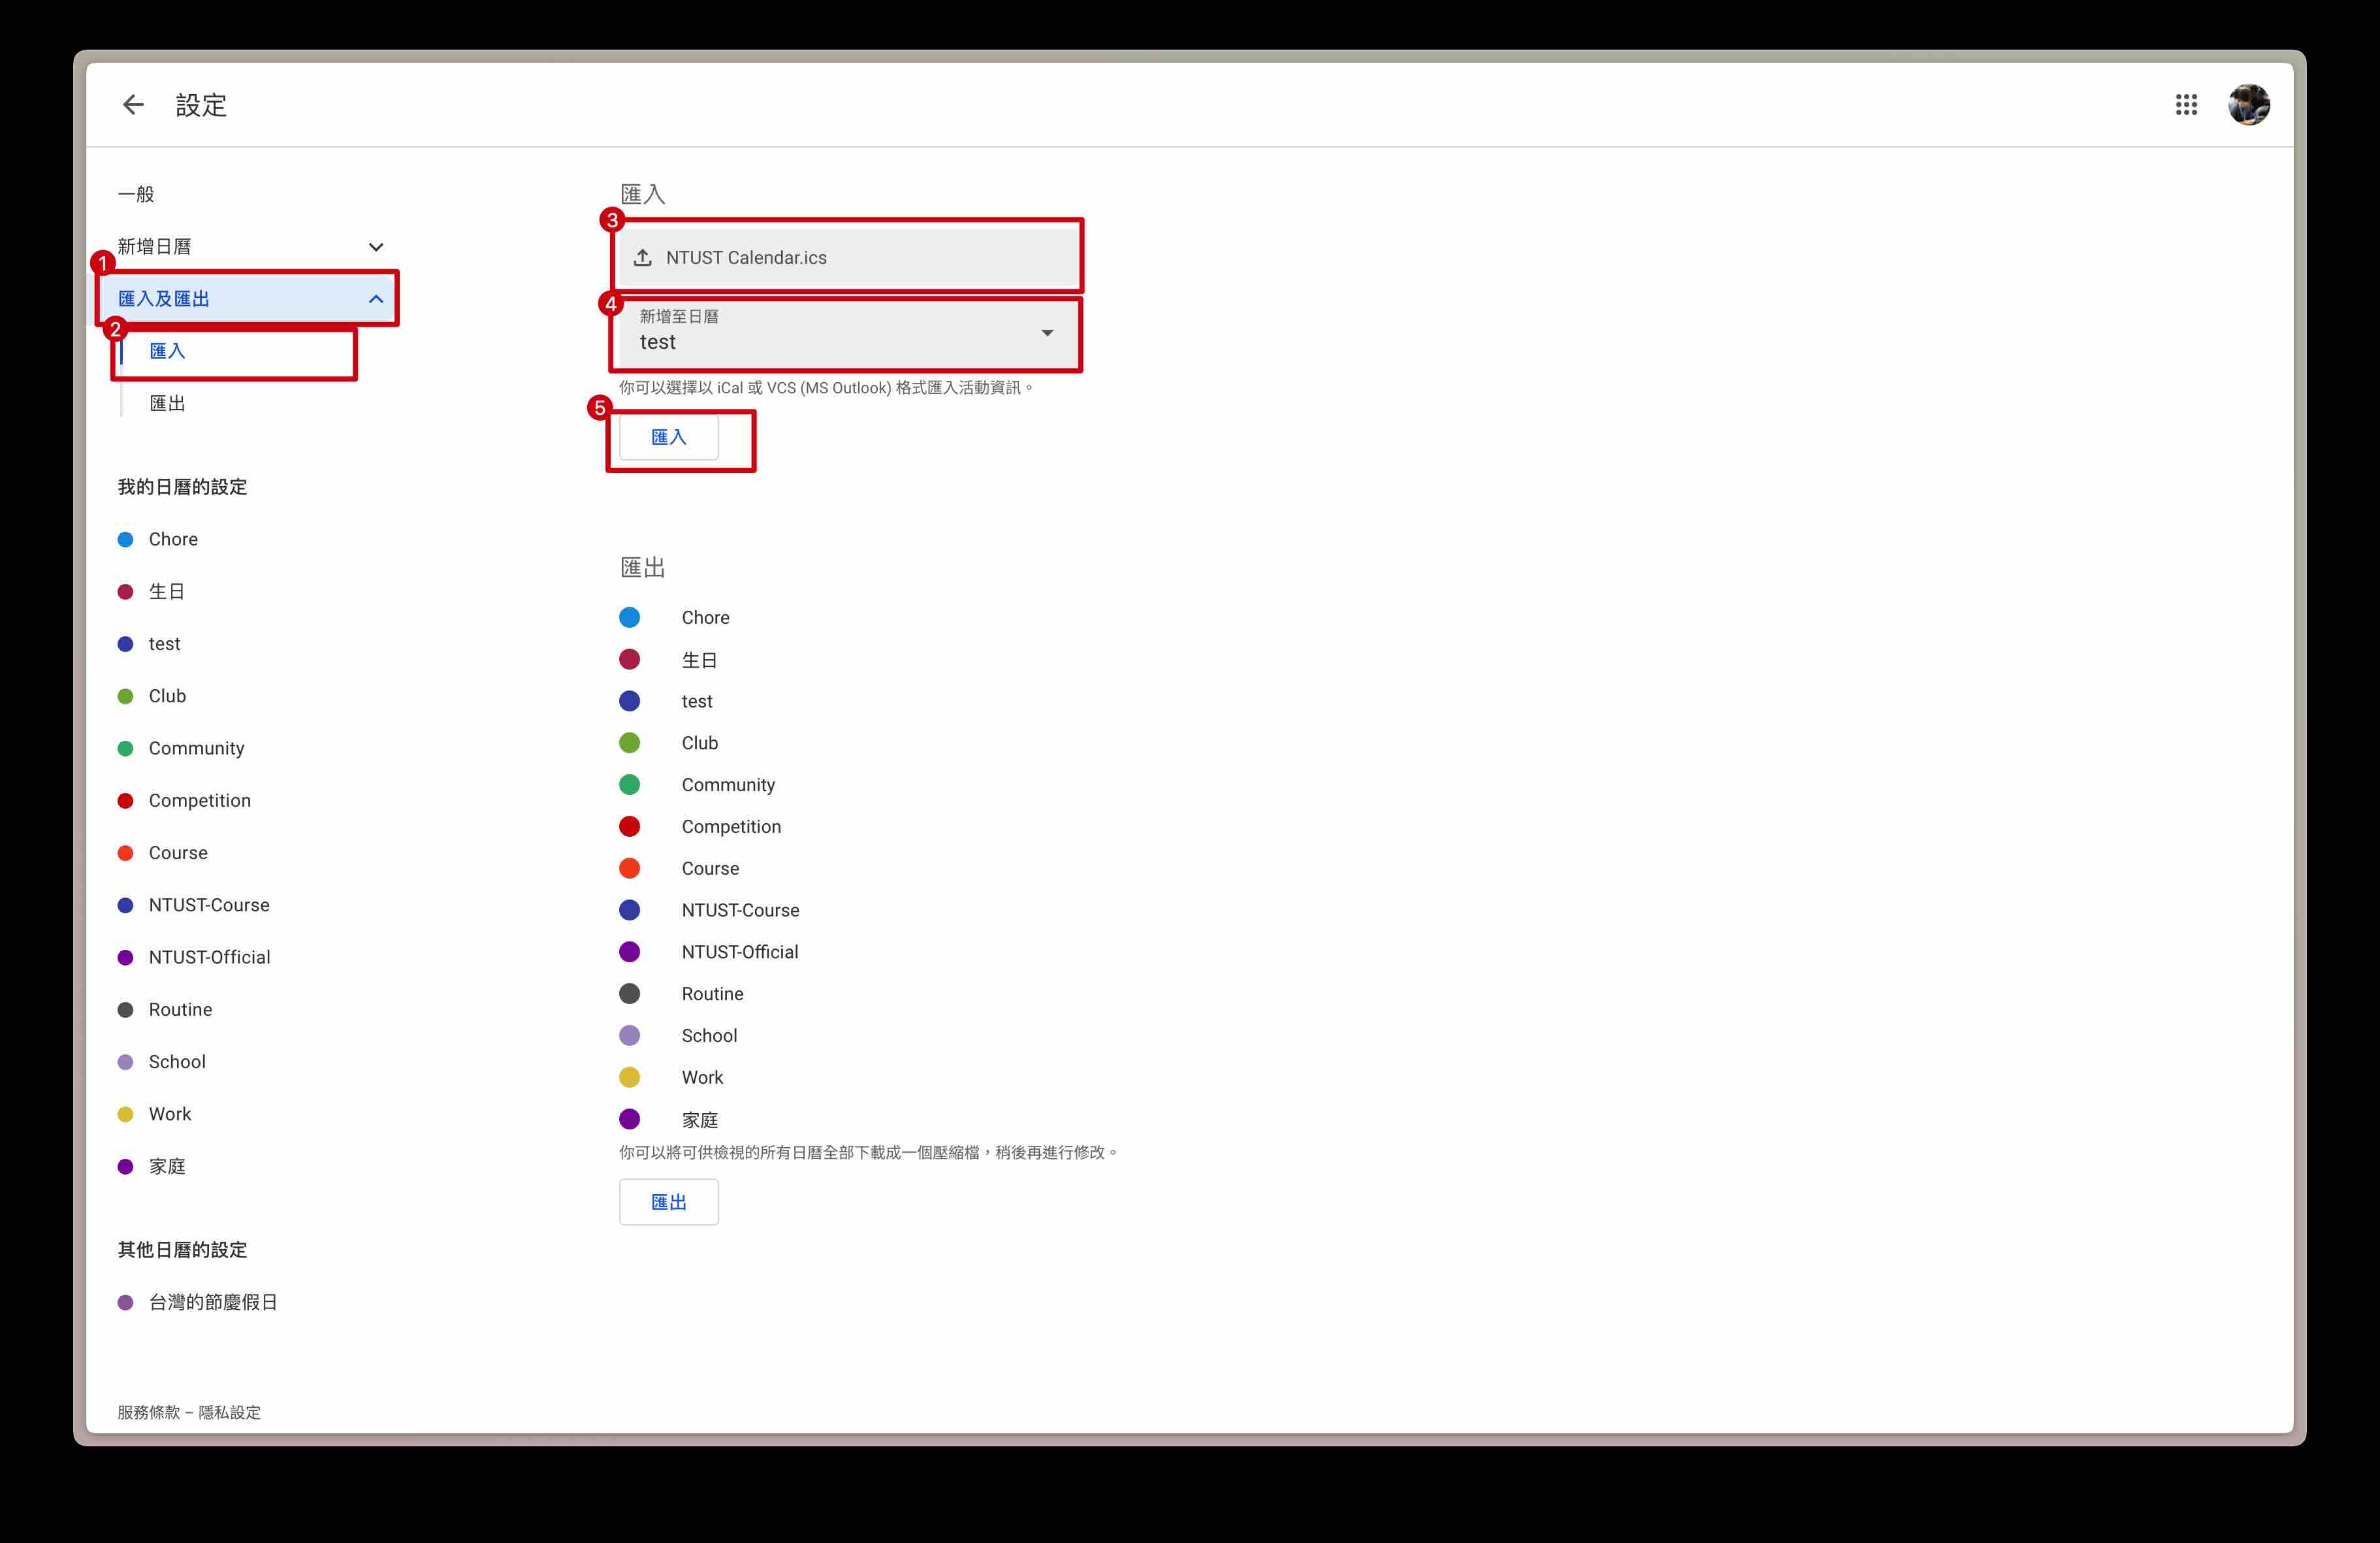 設定
一般
新增日曆
1
匯入及匯出
2
匯入
匯出
我的日曆的設定
Chore
生日
test
Club
Community
Competition
Course
NTUST-Course
NTUST-Official
Routine
School
Work
家庭
其他日曆的設定
台灣的節慶假日
服務條款 – 隱私設定
匯入
3
NTUST Calendar.ics
4
新增至日曆
test
你可以選擇以 iCal 或 VCS (MS Outlook) 格式匯入活動資訊。
5
匯入
匯出
Chore
生日
test
Club
Community
Competition
Course
NTUST-Course
NTUST-Official
Routine
School
Work
家庭
你可以將可供檢視的所有日曆全部下載成一個壓縮檔，稍後再進行修改。
匯出